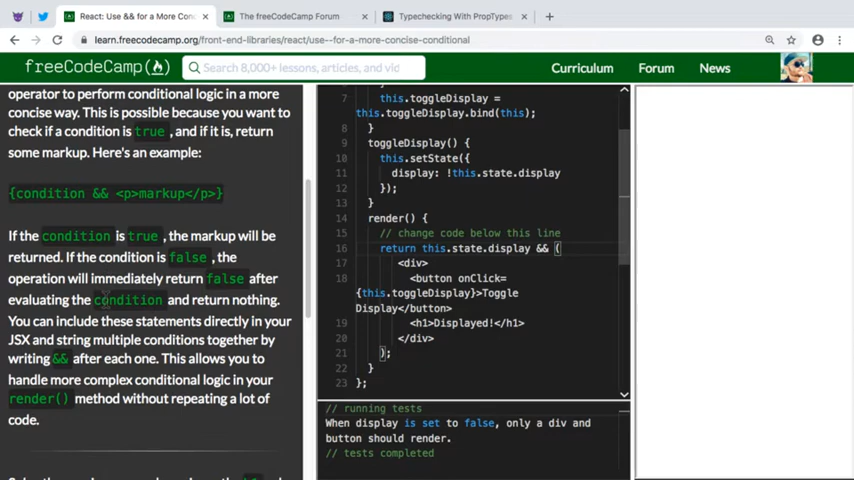 React: Use && for a More Con
The freeCodeCamp Forum
Typechecking With PropTypes
learn.freecodecamp.org/front-end-libraries/react/use--for-a-more-concise-conditional
freeCodeCamp
Search 8,000+ lessons, articles, and vid
Curriculum
Forum
News
operator to perform conditional logic in a more
concise way. This is possible because you want to
check if a condition is true , and if it is, return
some markup. Here's an example:
{condition && <p>markup</p>}
If the condition is true , the markup will be
returned. If the condition is false , the
operation will immediately return false after
evaluating the condition and return nothing.
You can include these statements directly in your
JSX and string multiple conditions together by
writing && after each one. This allows you to
handle more complex conditional logic in your
render() method without repeating a lot of
code.
7 this.toggleDisplay =
this.toggleDisplay.bind(this);
8 }
9 toggleDisplay() {
10 this.setState({
11 display: !this.state.display
12 });
13 }
14 render() {
15 // change code below this line
16 return this.state.display && (
17 <div>
18 <button onClick=
{this.toggleDisplay}>Toggle
Display</button>
19 <h1>Displayed!</h1>
20 </div>
21 );
22 }
23 };
// running tests
When display is set to false, only a div and
button should render.
// tests completed